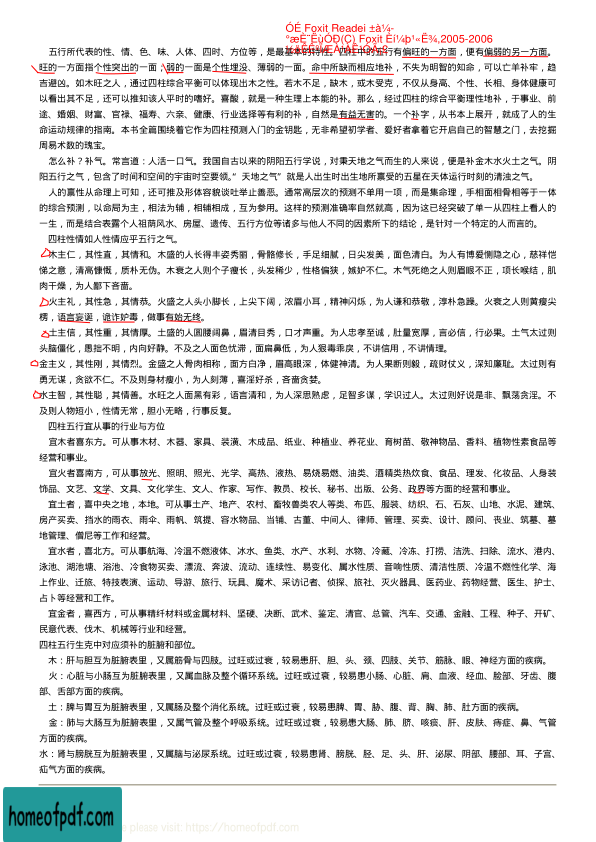 ÓÉ Foxit Reader ±à¼­
°æÈ¨ËùÓÐ(C) Foxit Èí¼þ¹«Ë¾,2005-2006
五行所代表的性、情、色、味、人体、四时、方位等，是最基本的特性。四柱中的五行有偏旺的一方面，便有偏弱的另一方面。
旺的一方面指个性突出的一面；弱的一面是个性埋没、薄弱的一面。命中所缺而相应地补，不失为明智的知命，可以亡羊补牢，趋
吉避凶。如木旺之人，通过四柱综合平衡可以体现出木之性。若木不足，缺木，或木受克，不仅从身高、个性、长相、身体健康可
以看出其不足，还可以推知该人平时的嗜好。喜酸，就是一种生理上本能的补。那么，经过四柱的综合平衡理性地补，于事业、前
途、婚姻、财富、官禄、福寿、六亲、健康、行业选择等有利的补，自然是有益无害的。一个补字，从书本上展开，就成了人的生
命运动规律的指南。本书全篇围绕着它作为四柱预测入门的金钥匙，无非希望初学者、爱好者拿着它开启自己的智慧之门，去挖掘
周易术数的瑰宝。
怎么补？补气。常言道：人活一口气。我国自古以来的阴阳五行学说，对秉天地之气而生的人来说，便是补金木水火土之气。阴
阳五行之气，包含了时间和空间的宇宙时空要领。“天地之气”就是人出生时出生地所禀受的五星在天体运行时刻的清浊之气。
人的禀性从命理上可知，还可推及形体容貌谈吐举止善恶。通常高层次的预测不单用一项，而是集命理，手相面相骨相等于一体
的综合预测，以命局为主，相法为辅，相辅相成，互为参用。这样的预测准确率自然就高，因为这已经突破了单一从四柱上看人的
一生，而是结合表露个人祖荫风水、房屋、遗传、五行方位等诸多与他人不同的因素所下的结论，是针对一个特定的人而言的。
四柱性情如人性情应乎五行之气。
木主仁，其性直，其情和。木盛的人长得丰姿秀丽，骨骼修长，手足细腻，日尖发美，面色清白。为人有博爱恻隐之心，慈祥恺
悌之意，清高慷慨，质朴无伪。木衰之人则个子瘦长，头发稀少，性格偏狭，嫉妒不仁。木气死绝之人则眉眼不正，项长喉结，肌
肉干燥，为人鄙下吝啬。
火主礼，其性急，其情恭。火盛之人头小脚长，上尖下阔，浓眉小耳，精神闪烁，为人谦和恭敬，淳朴急躁。火衰之人则黄瘦尖
楞，语言妄诞，诡诈妒毒，做事有始无终。
土主信，其性重，其情厚。土盛的人圆腰阔鼻，眉清目秀，口才声重。为人忠孝至诚，肚量宽厚，言必信，行必果。土气太过则
头脑僵化，愚拙不明，内向好静。不及之人面色忧滞，面扁鼻低，为人狠毒乖戾，不讲信用，不讲情理。
金主义，其性刚，其情烈。金盛之人骨肉相称，面方白净，眉高眼深，体健神清。为人果断刚毅，疏财仗义，深知廉耻。太过则有
勇无谋，贪欲不仁。不及则身材瘦小，为人刻薄，喜淫好杀，吝啬贪婪。
水主智，其性聪，其情善。水旺之人面黑有彩，语言清和，为人深思熟虑，足智多谋，学识过人。太过则好说是非、飘荡贪淫。不
及则人物短小，性情无常，胆小无略，行事反复。
四柱五行宜从事的行业与方位
宜木者喜东方。可从事木材、木器、家具、装潢、木成品、纸业、种植业、养花业、育树苗、敬神物品、香料、植物性素食品等
经营和事业。
宜火者喜南方，可从事放光、照明、照光、光学、高热、液热、易烧易燃、油类、酒精类热炊食、食品、理发、化妆品、人身装
饰品、文艺、文学、文具、文化学生、文人、作家、写作、教员、校长、秘书、出版、公务、政界等方面的经营和事业。
宜土者，喜中央之地，本地。可从事土产、地产、农村、畜牧兽类农人等类、布匹、服装、纺织、石、石灰、山地、水泥、建筑、
房产买卖、挡水的雨衣、雨伞、雨帆、筑提、容水物品、当铺、古董、中间人、律师、管理、买卖、设计、顾问、丧业、筑墓、墓
地管理、僧尼等工作和经营。
宜水者，喜北方。可从事航海、冷温不燃液体、冰水、鱼类、水产、水利、水物、冷藏、冷冻、打捞、洁洗、扫除、流水、港内、
泳池、湖池塘、浴池、冷食物买卖、漂流、奔波、流动、连续性、易变化、属水性质、音响性质、清洁性质、冷温不燃性化学、海
上作业、迁旅、特技表演、运动、导游、旅行、玩具、魔术、采访记者、侦探、旅社、灭火器具、医药业、药物经营、医生、护士、
占卜等经营和工作。
宜金者，喜西方，可从事精纤材料或金属材料、坚硬、决断、武术、鉴定、清官、总管、汽车、交通、金融、工程、种子、开矿、
民意代表、伐木、机械等行业和经营。
四柱五行生克中对应须补的脏腑和部位。
木：肝与胆互为脏腑表里，又属筋骨与四肢。过旺或过衰，较易患肝、胆、头、颈、四肢、关节、筋脉、眼、神经方面的疾病。
火：心脏与小肠互为脏腑表里，又属血脉及整个循环系统。过旺或过衰，较易患小肠、心脏、肩、血液、经血、脸部、牙齿、腹
部、舌部方面的疾病。
土：脾与胃互为脏腑表里，又属肠及整个消化系统。过旺或过衰，较易患脾、胃、胁、腹、背、胸、肺、肚方面的疾病。
金：肺与大肠互为脏腑表里，又属气管及整个呼吸系统。过旺或过衰，较易患大肠、肺、脐、咳痰、肝、皮肤、痔症、鼻、气管
方面的疾病。
水：肾与膀胱互为脏腑表里，又属脑与泌尿系统。过旺或过衰，较易患肾、膀胱、胫、足、头、肝、泌尿、阴部、腰部、耳、子宫、
疝气方面的疾病。
homeofpdf.com
please visit: https://homeofpdf.com